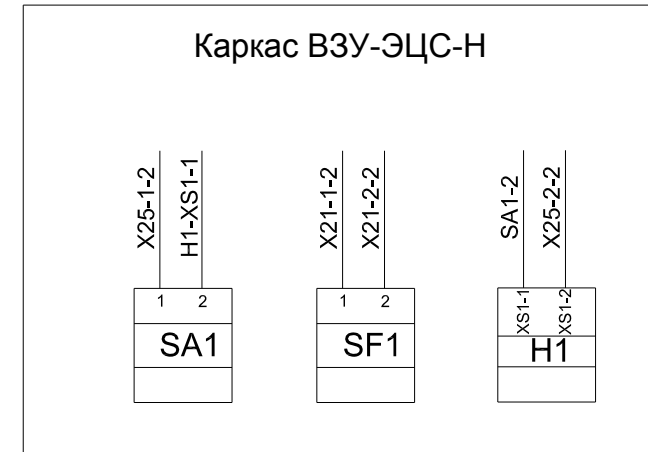 Каркас ВЗУ-ЭЦС-Н
X25-1-2
H1-XS1-1
X21-1-2
X21-2-2
SA1-2
X25-2-2
1 2
1 2
XS1-1
XS1-2
SA1
SF1
H1